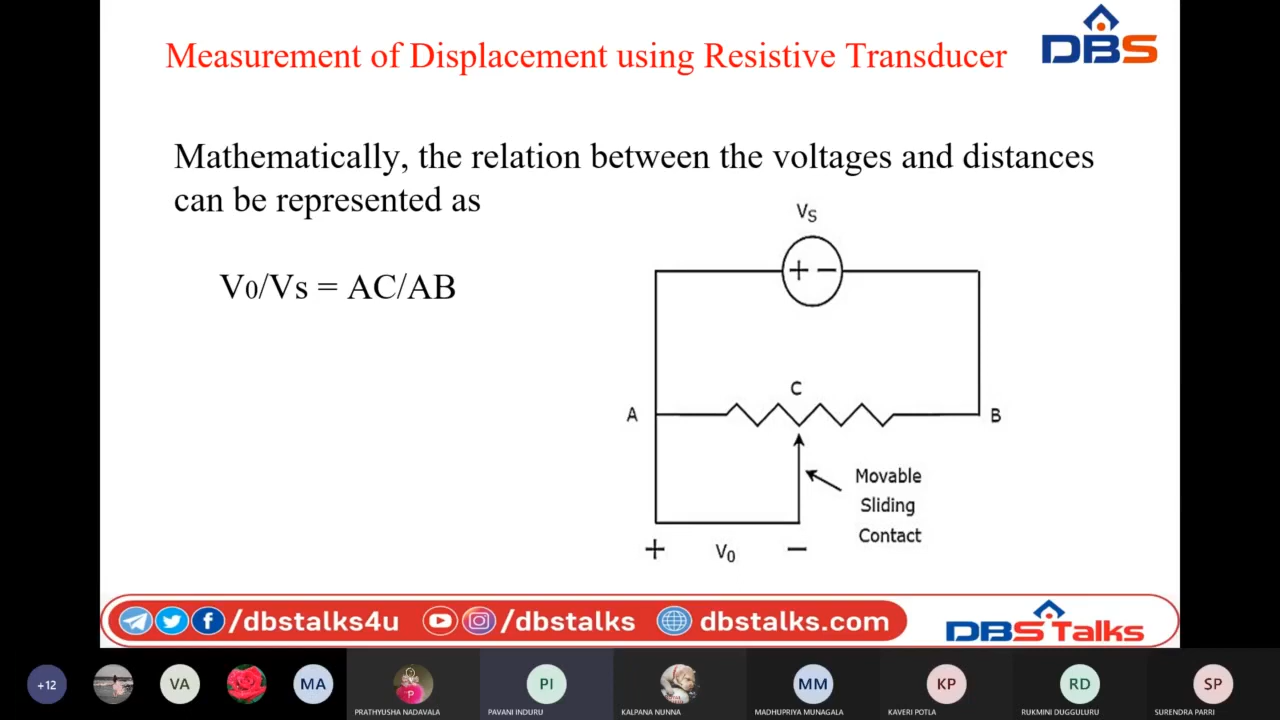 Measurement of Displacement using Resistive Transducer
DBS
Mathematically, the relation between the voltages and distances
can be represented as
V0/Vs = AC/AB
VS
+ −
C
A
B
Movable
Sliding
Contact
+ V0 −
/dbstalks4u /dbstalks dbstalks.com
DBS Talks
+12 VA MA P PI MM KP RD SP
PRATHYUSHA NADAVALA PAVANI INDURU KALPANA NUNNA MADHUPRIYA MUNAGALA KAVERI POTLA RUKMINI DUGGULURU SURENDRA PARRI